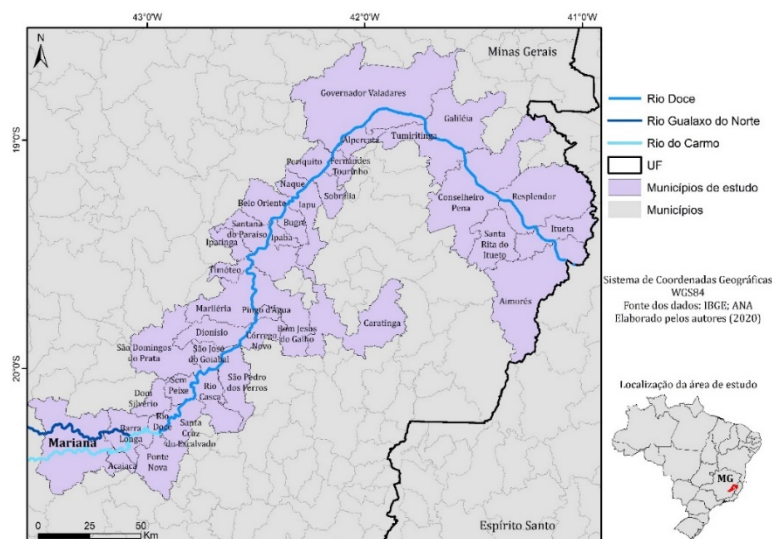 43°0'W
42°0'W
41°0'W
N
Minas Gerais
Governador Valadares
Galiléia
Alpercata
Tumiritinga
19°0'S
Periquito
Fernandes
Tourinho
Naque
Sobrália
Belo Oriente
Iapu
Bugre
Santana
do Paraíso
Ipatinga
Ipaba
Conselheiro
Pena
Resplendor
Santa
Rita do
Itueto
Itueta
Aimorés
Timóteo
Marliéria
Pingo d'Água
Dionísio
Córrego
Novo
Bom Jesus
do Galho
Caratinga
São Domingos
do Prata
São José
do Goiabal
20°0'S
Sem
Peixe
Rio
Casca
São Pedro
dos Ferros
Dom
Silvério
Rio
Doce
Santa
Cruz
do Escalvado
Mariana
Barra
Longa
Acaiaca
Ponte
Nova
Espírito Santo
0
25
50
Km
Rio Doce
Rio Gualaxo do Norte
Rio do Carmo
UF
Municípios de estudo
Municípios
Sistema de Coordenadas Geográficas
WGS84
Fonte dos dados: IBGE; ANA
Elaborado pelos autores (2020)
Localização da área de estudo
MG